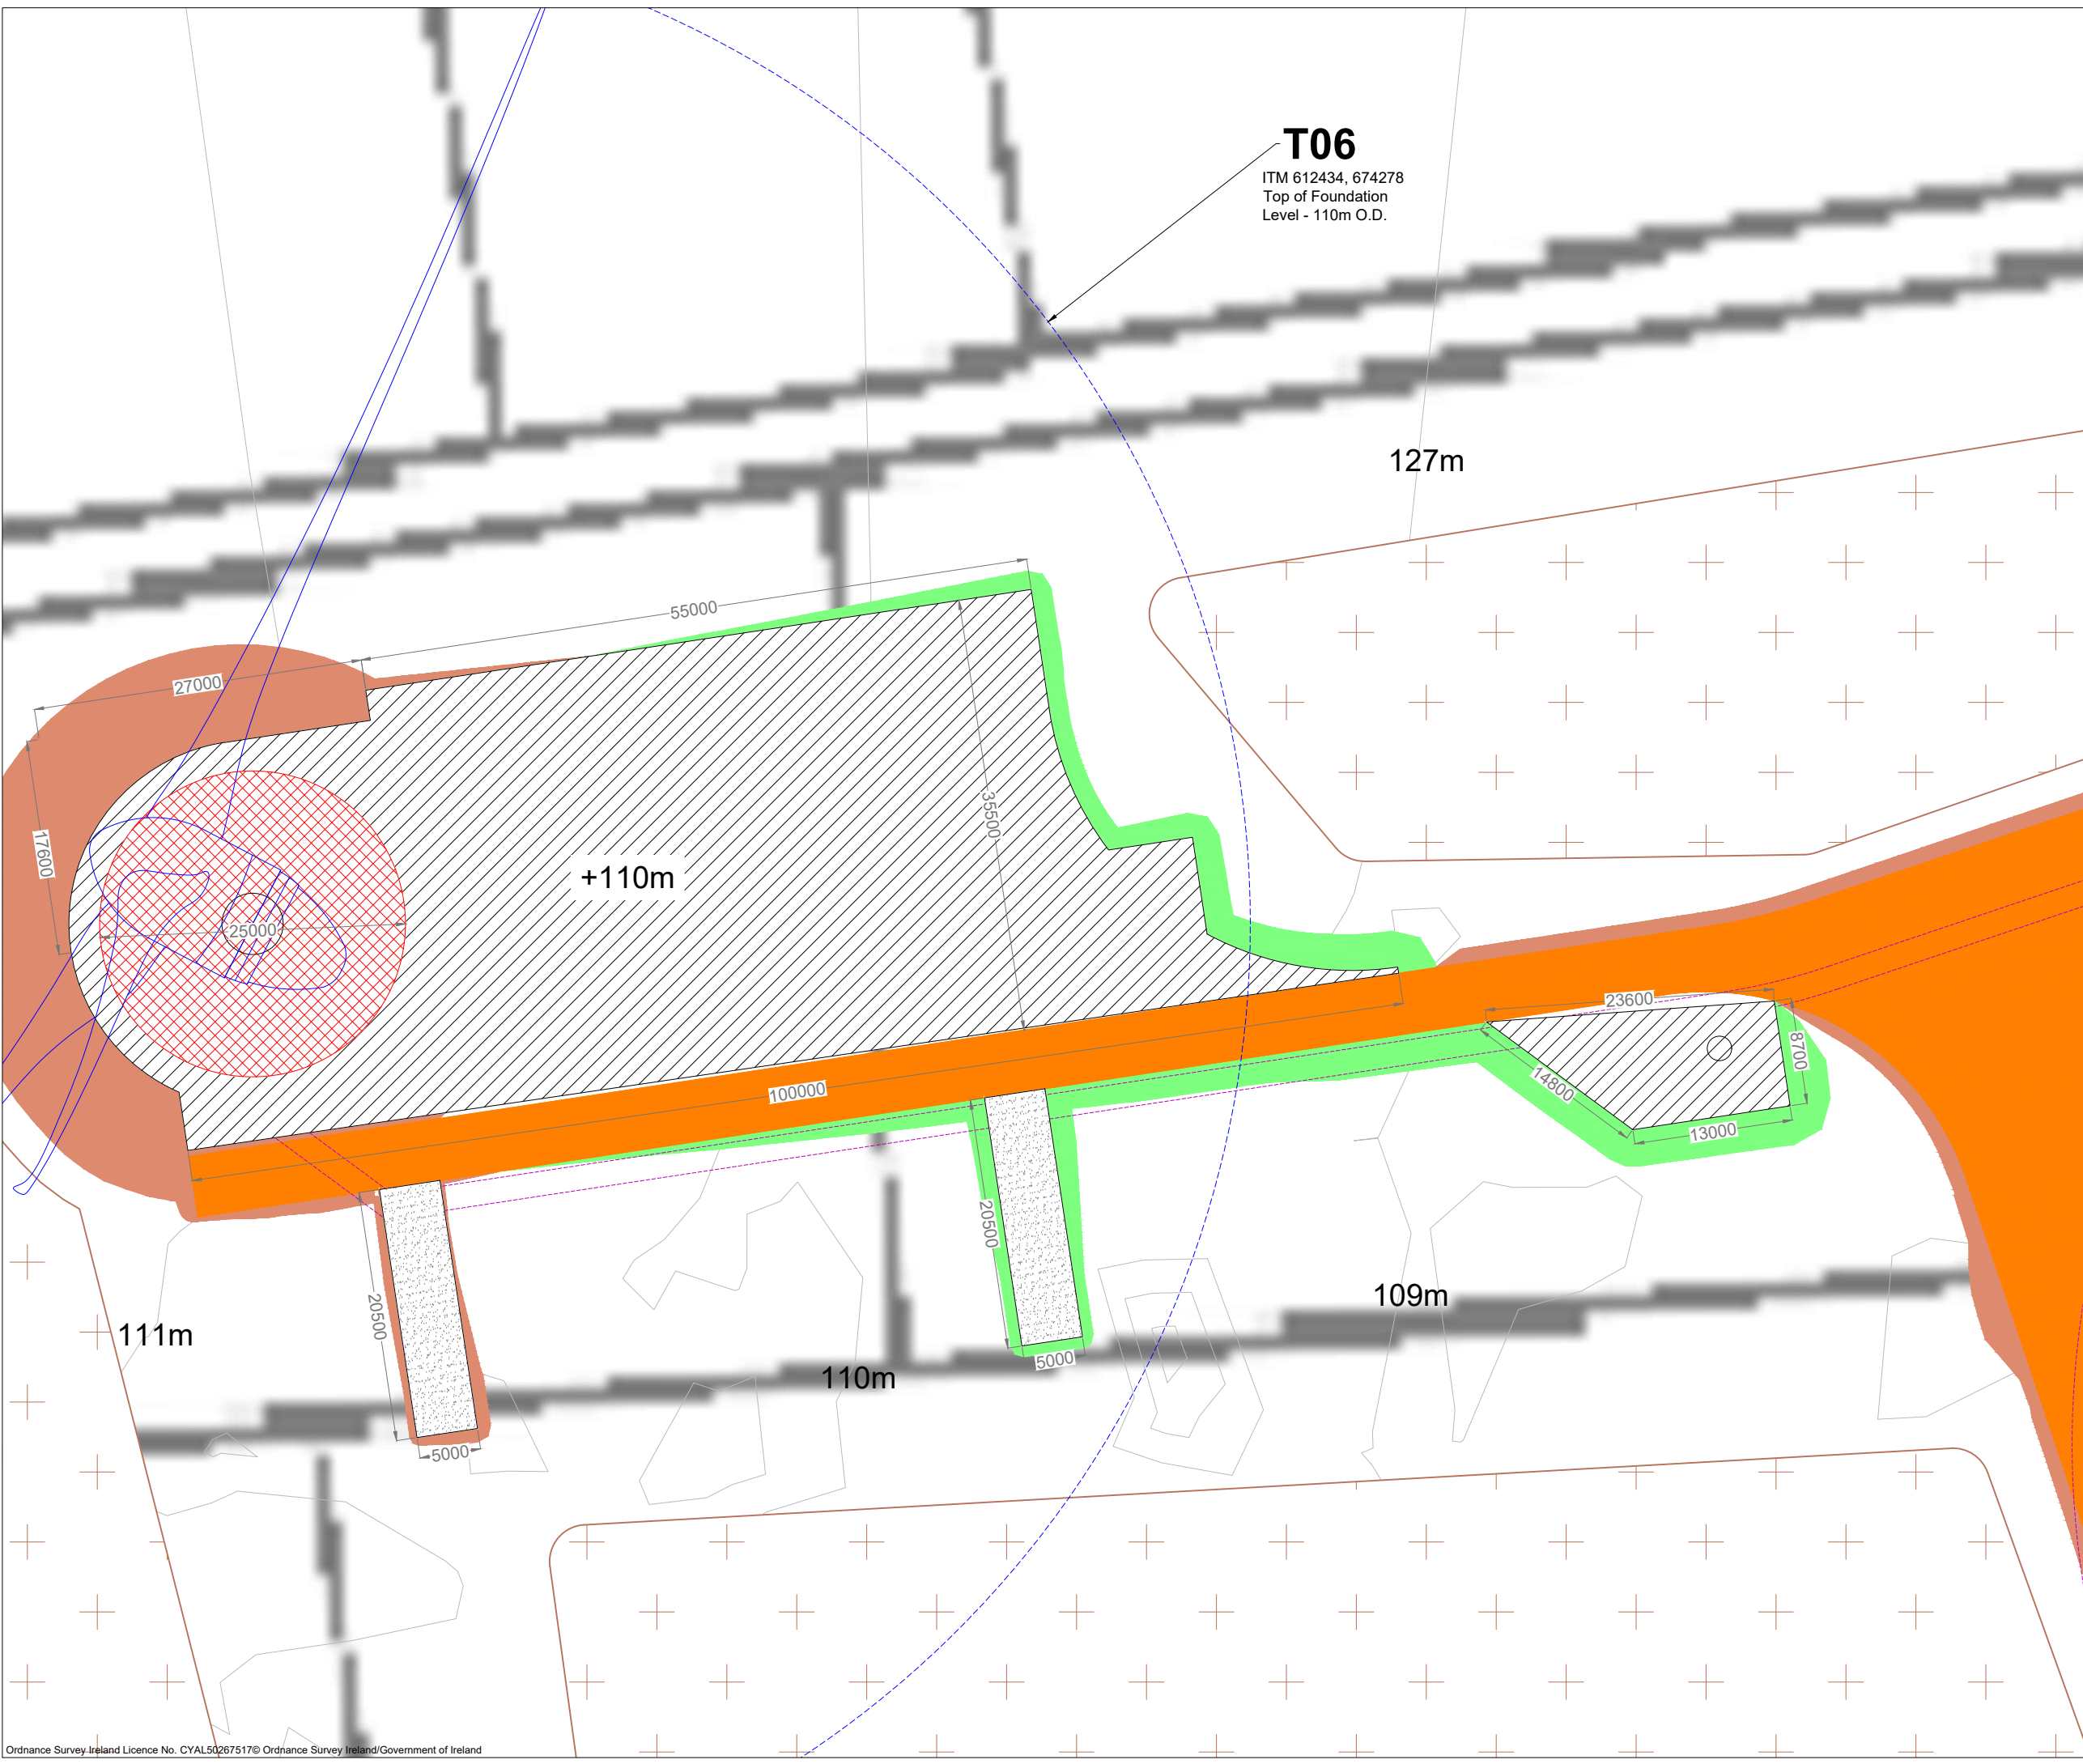 T06
ITM 612434, 674278
Top of Foundation
Level - 110m O.D.
127m
55000
27000
35500
17600
+110m
25000
23600
8700
14800
13000
100000
20500
20500
109m
111m
5000
110m
5000
Ordnance Survey Ireland Licence No. CYAL50267517© Ordnance Survey Ireland/Government of Ireland